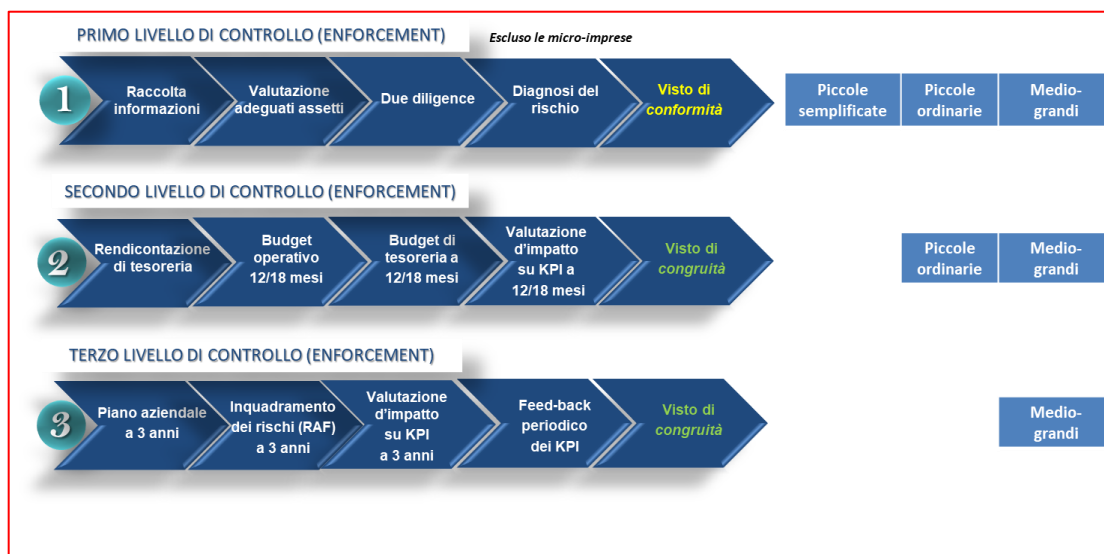 PRIMO LIVELLO DI CONTROLLO (ENFORCEMENT)
Escluso le micro-imprese
1
Raccolta
informazioni
Valutazione
adeguati assetti
Due diligence
Diagnosi del
rischio
Visto di
conformità
Piccole
semplificate
Piccole
ordinarie
Medio-
grandi
SECONDO LIVELLO DI CONTROLLO (ENFORCEMENT)
2
Rendicontazione
di tesoreria
Budget
operativo
12/18 mesi
Budget di
tesoreria a
12/18 mesi
Valutazione
d'impatto
su KPI a
12/18 mesi
Visto di
congruità
Piccole
ordinarie
Medio-
grandi
TERZO LIVELLO DI CONTROLLO (ENFORCEMENT)
3
Piano aziendale
a 3 anni
Inquadramento
dei rischi (RAF)
a 3 anni
Valutazione
d'impatto
su KPI
a 3 anni
Feed-back
periodico
dei KPI
Visto di
congruità
Medio-
grandi